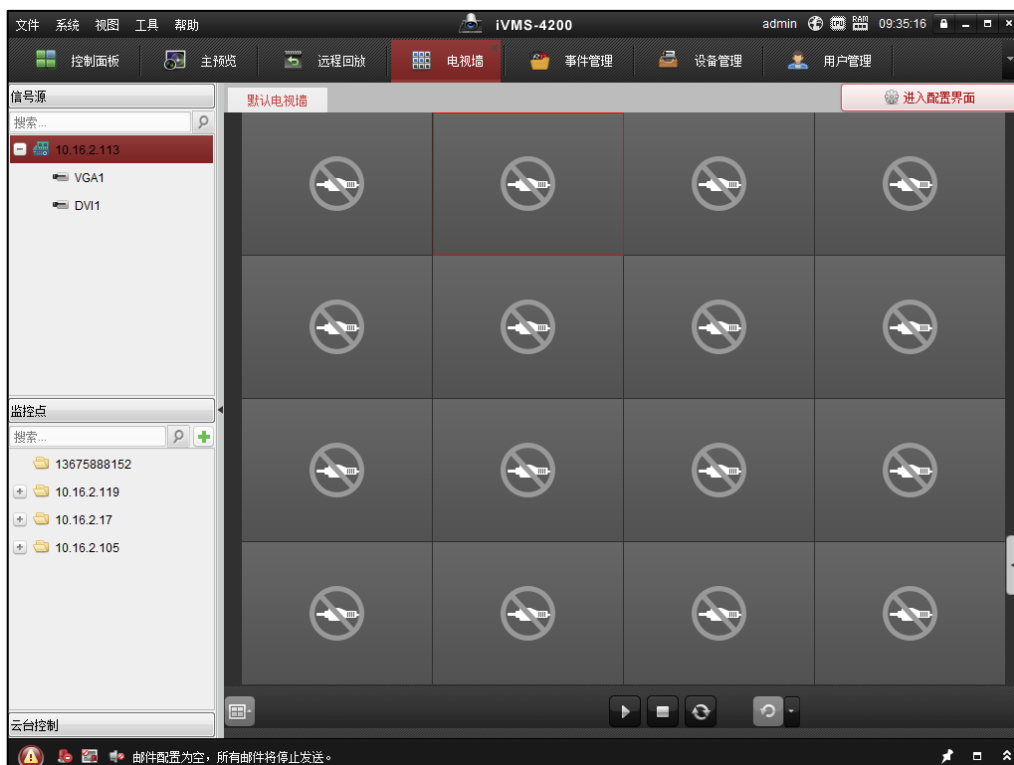 文件 系统 视图 工具 帮助 iVMS-4200 admin CPU RAM 09:35:16
控制面板 主预览 远程回放 电视墙 事件管理 设备管理 用户管理
信号源
搜索...
10.16.2.113
VGA1
DVI1
默认电视墙 进入配置界面
监控点
搜索...
13675888152
10.16.2.119
10.16.2.17
10.16.2.105
云台控制
邮件配置为空，所有邮件将停止发送。